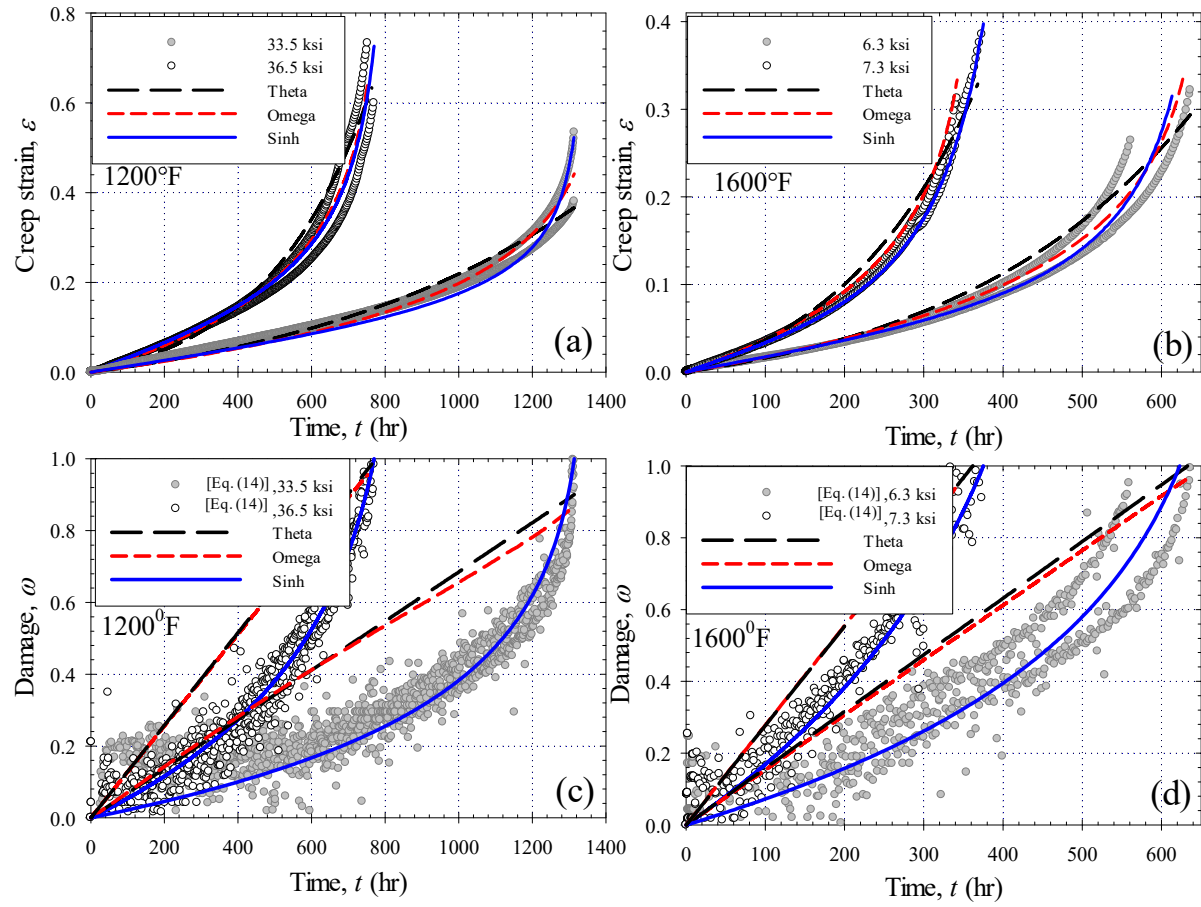 33.5 ksi
36.5 ksi
Theta
Omega
Sinh
1200°F
(a)
0.8
0.6
0.4
0.2
0.0
Creep strain, ε
0 200 400 600 800 1000 1200 1400
Time, t (hr)
6.3 ksi
7.3 ksi
Theta
Omega
Sinh
1600°F
(b)
0.4
0.3
0.2
0.1
0.0
Creep strain, ε
0 100 200 300 400 500 600
Time, t (hr)
[Eq. (14)] ,33.5 ksi
[Eq. (14)] ,36.5 ksi
Theta
Omega
Sinh
1200⁰F
(c)
1.0
0.8
0.6
0.4
0.2
0.0
Damage, ω
0 200 400 600 800 1000 1200 1400
Time, t (hr)
[Eq. (14)] ,6.3 ksi
[Eq. (14)] ,7.3 ksi
Theta
Omega
Sinh
1600⁰F
(d)
1.0
0.8
0.6
0.4
0.2
0.0
Damage, ω
0 100 200 300 400 500 600
Time, t (hr)